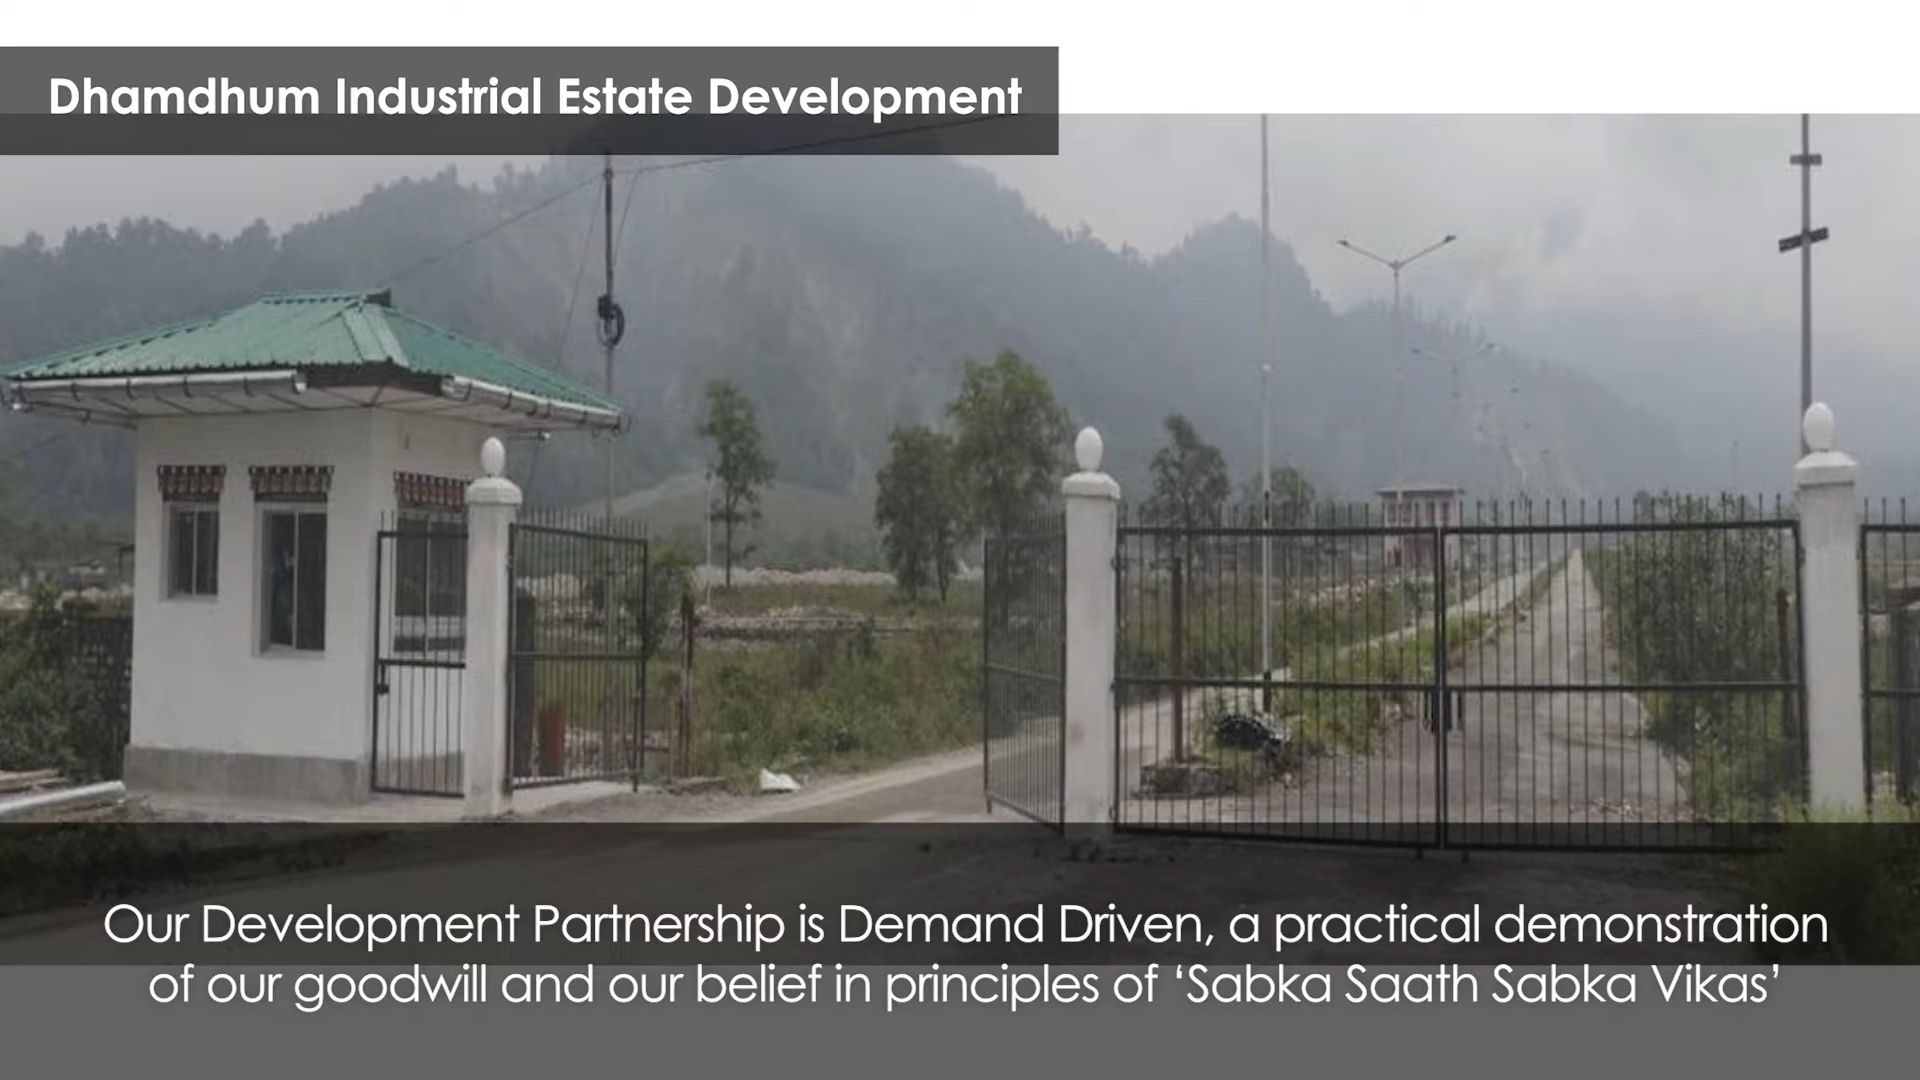 Dhamdhum Industrial Estate Development
Our Development Partnership is Demand Driven, a practical demonstration
of our goodwill and our belief in principles of ‘Sabka Saath Sabka Vikas’